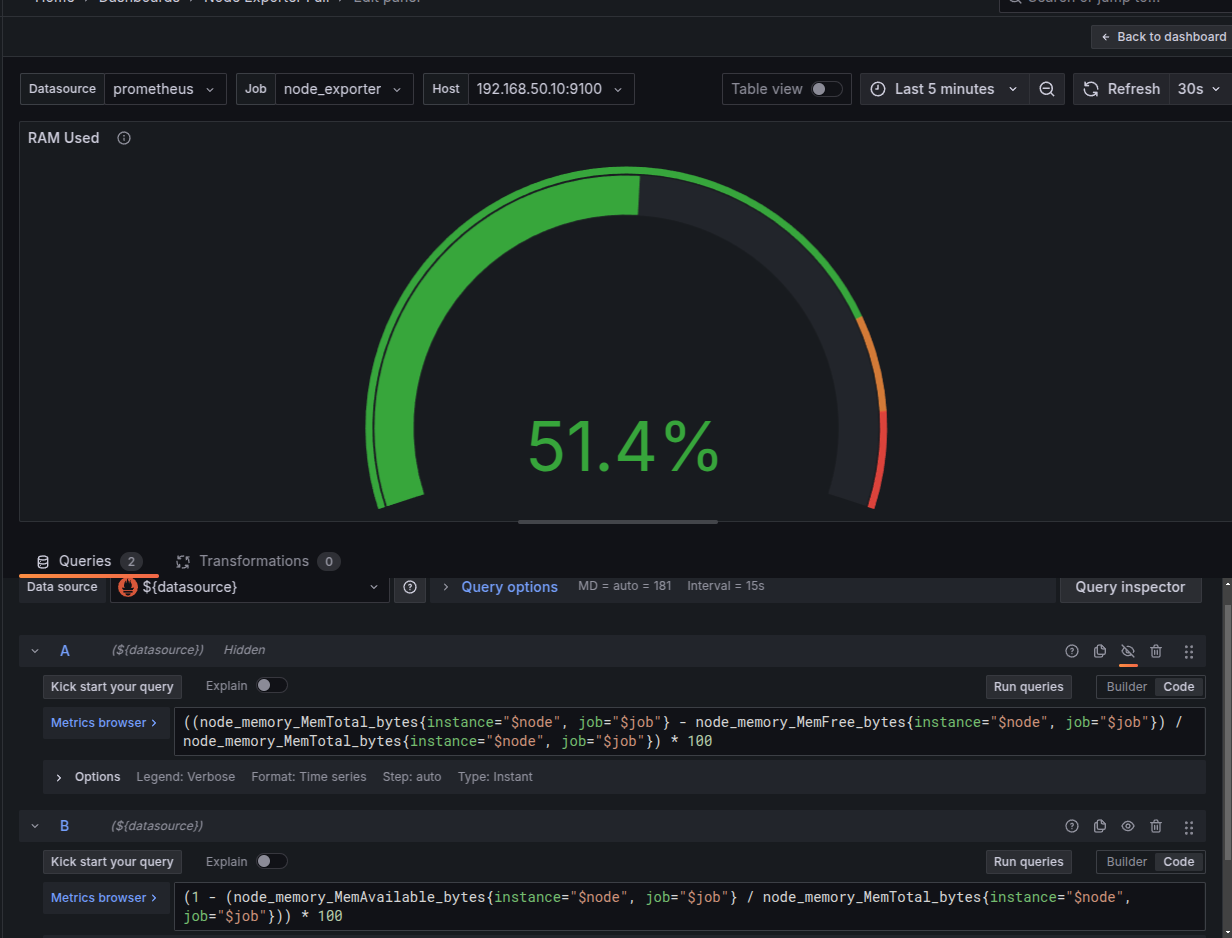 Home > Dashboards > Node Exporter Full > Edit panel
Search or jump to...
← Back to dashboard
Datasource prometheus Job node_exporter Host 192.168.50.10:9100 Table view Last 5 minutes Refresh 30s
RAM Used
51.4%
Queries 2 Transformations 0
Data source ${datasource} > Query options MD = auto = 181 Interval = 15s Query inspector
A (${datasource}) Hidden
Kick start your query Explain Run queries Builder Code
Metrics browser > ((node_memory_MemTotal_bytes{instance="$node", job="$job"} - node_memory_MemFree_bytes{instance="$node", job="$job"}) /
node_memory_MemTotal_bytes{instance="$node", job="$job"}) * 100
> Options Legend: Verbose Format: Time series Step: auto Type: Instant
B (${datasource})
Kick start your query Explain Run queries Builder Code
Metrics browser > (1 - (node_memory_MemAvailable_bytes{instance="$node", job="$job"} / node_memory_MemTotal_bytes{instance="$node",
job="$job"})) * 100